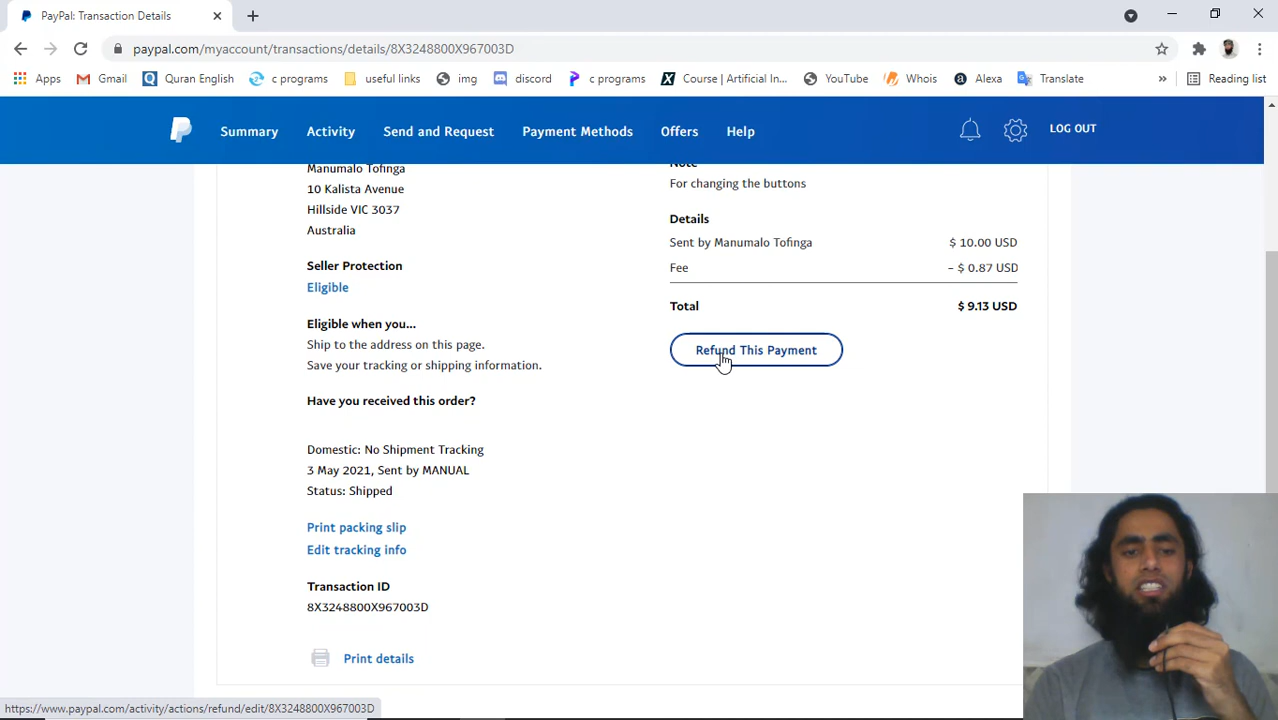 PayPal: Transaction Details
paypal.com/myaccount/transactions/details/8X3248800X967003D
Apps Gmail Quran English c programs useful links img discord c programs Course | Artificial In... YouTube Whois Alexa Translate » Reading list
Summary Activity Send and Request Payment Methods Offers Help LOG OUT
Manumalo Tofinga
10 Kalista Avenue
Hillside VIC 3037
Australia
Seller Protection
Eligible
Eligible when you...
Ship to the address on this page.
Save your tracking or shipping information.
Have you received this order?
Domestic: No Shipment Tracking
3 May 2021, Sent by MANUAL
Status: Shipped
Print packing slip
Edit tracking info
Transaction ID
8X3248800X967003D
Print details
Note
For changing the buttons
Details
Sent by Manumalo Tofinga $ 10.00 USD
Fee – $ 0.87 USD
Total $ 9.13 USD
Refund This Payment
https://www.paypal.com/activity/actions/refund/edit/8X3248800X967003D